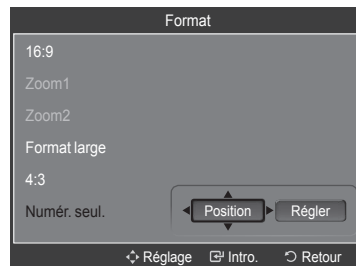 Format
16:9
Zoom1
Zoom2
Format large
4:3
Numér. seul.
Position Régler
Réglage Intro. Retour